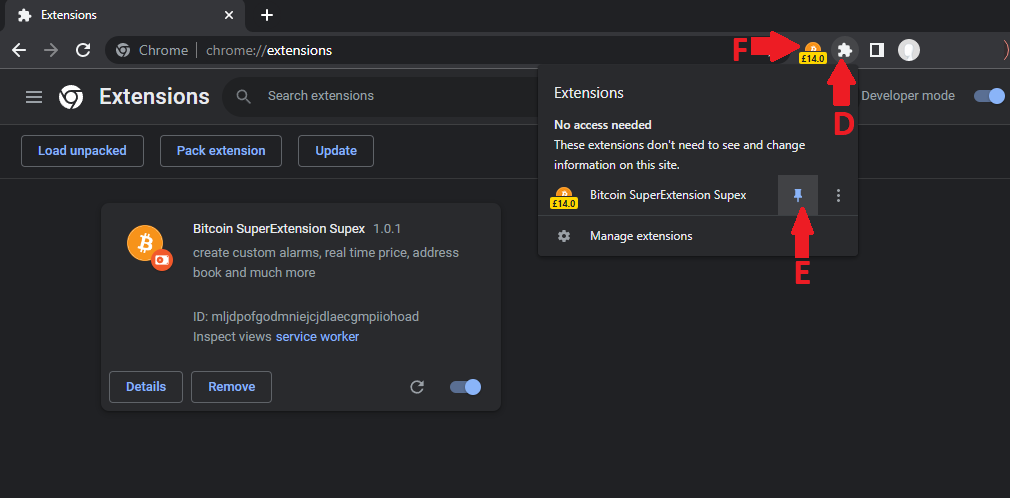 Extensions
Chrome
chrome://extensions
F
£14.0
D
Extensions
Search extensions
Developer mode
Load unpacked
Pack extension
Update
Extensions
No access needed
These extensions don't need to see and change
information on this site.
£14.0
Bitcoin SuperExtension Supex
Manage extensions
E
Bitcoin SuperExtension Supex 1.0.1
create custom alarms, real time price, address
book and much more
ID: mljdpofgodmniejcjdlaecgmpiiohoad
Inspect views service worker
Details
Remove